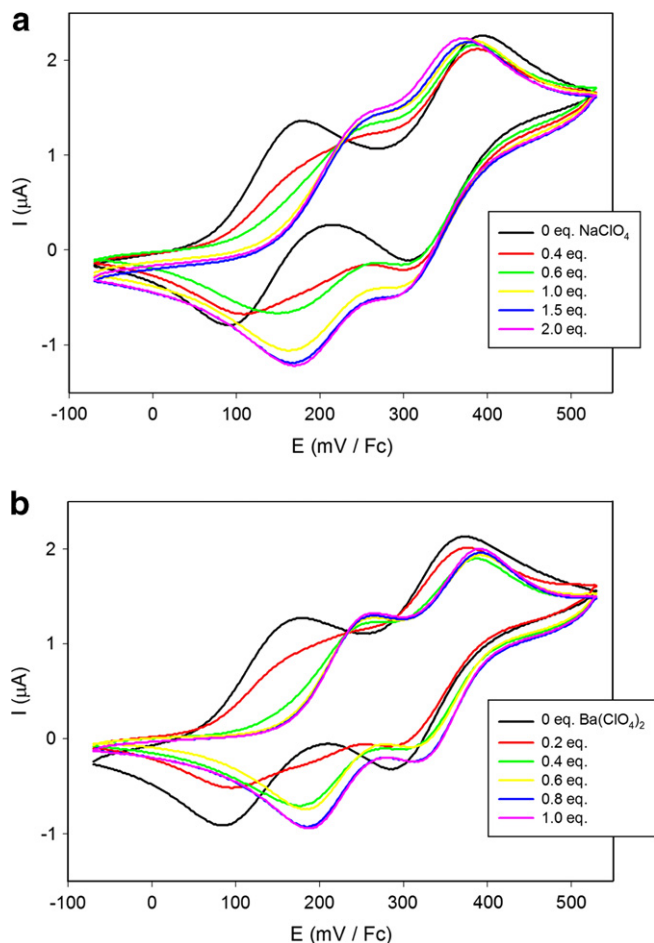 a
2
1
0
-1
I (µA)
0 eq. NaClO₄
0.4 eq.
0.6 eq.
1.0 eq.
1.5 eq.
2.0 eq.
-100 0 100 200 300 400 500
E (mV / Fc)
b
2
1
0
-1
I (µA)
0 eq. Ba(ClO₄)₂
0.2 eq.
0.4 eq.
0.6 eq.
0.8 eq.
1.0 eq.
-100 0 100 200 300 400 500
E (mV / Fc)